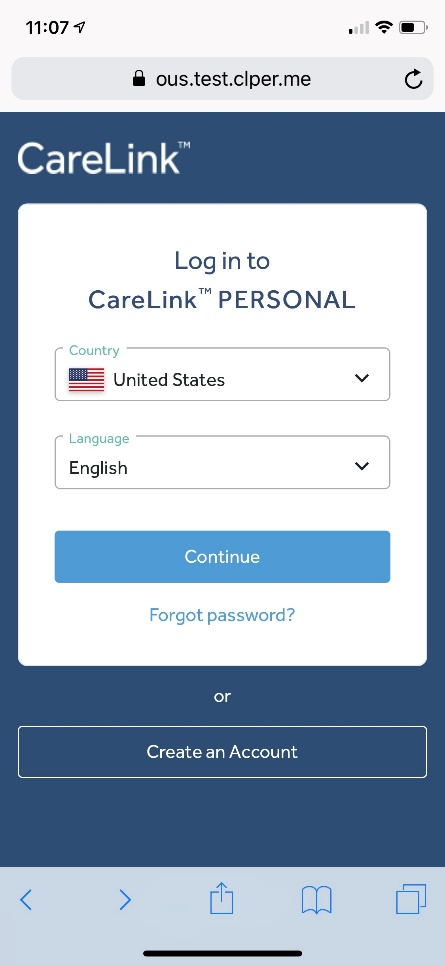 11:07
ous.test.clper.me
CareLink™
Log in to
CareLink™ PERSONAL
Country
United States
Language
English
Continue
Forgot password?
or
Create an Account